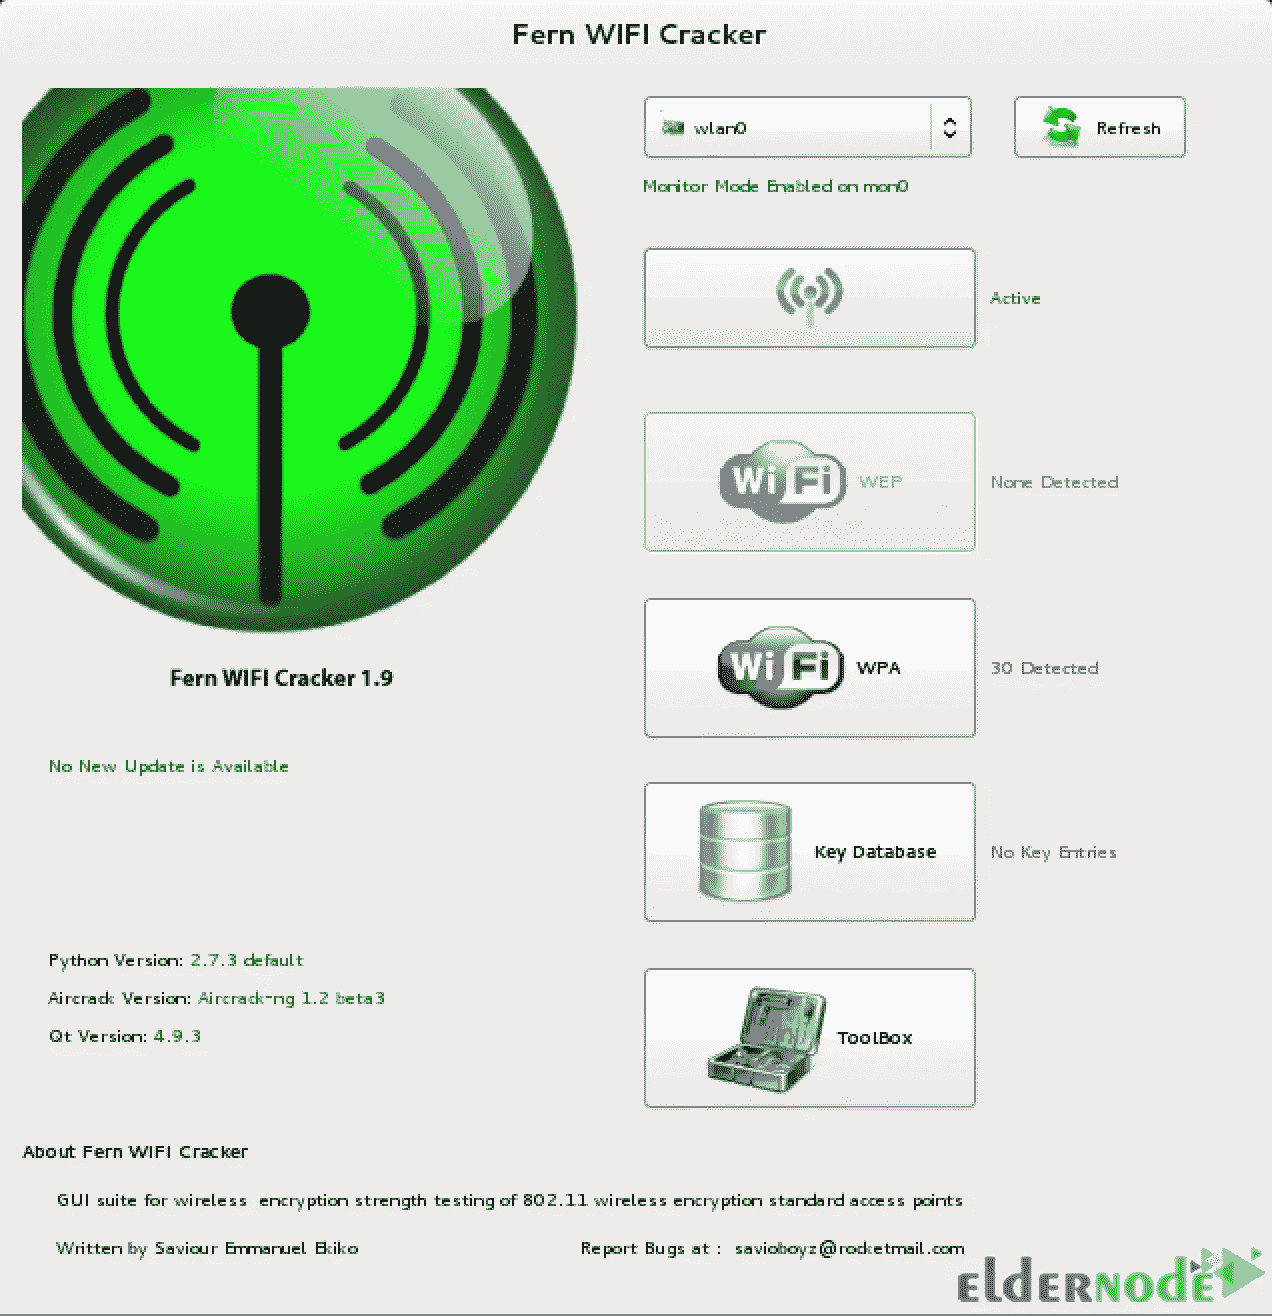 Fern WIFI Cracker
wlan0
Refresh
Monitor Mode Enabled on mon0
Active
WiFi WEP
None Detected
WiFi WPA
30 Detected
Fern WIFI Cracker 1.9
No New Update is Available
Key Database
No Key Entries
Python Version: 2.7.3 default
Aircrack Version: Aircrack-ng 1.2 beta3
Qt Version: 4.9.3
ToolBox
About Fern WIFI Cracker
GUI suite for wireless encryption strength testing of 802.11 wireless encryption standard access points
Written by Saviour Emmanuel Ekiko
Report Bugs at : savioboyz@rocketmail.com
elderNode